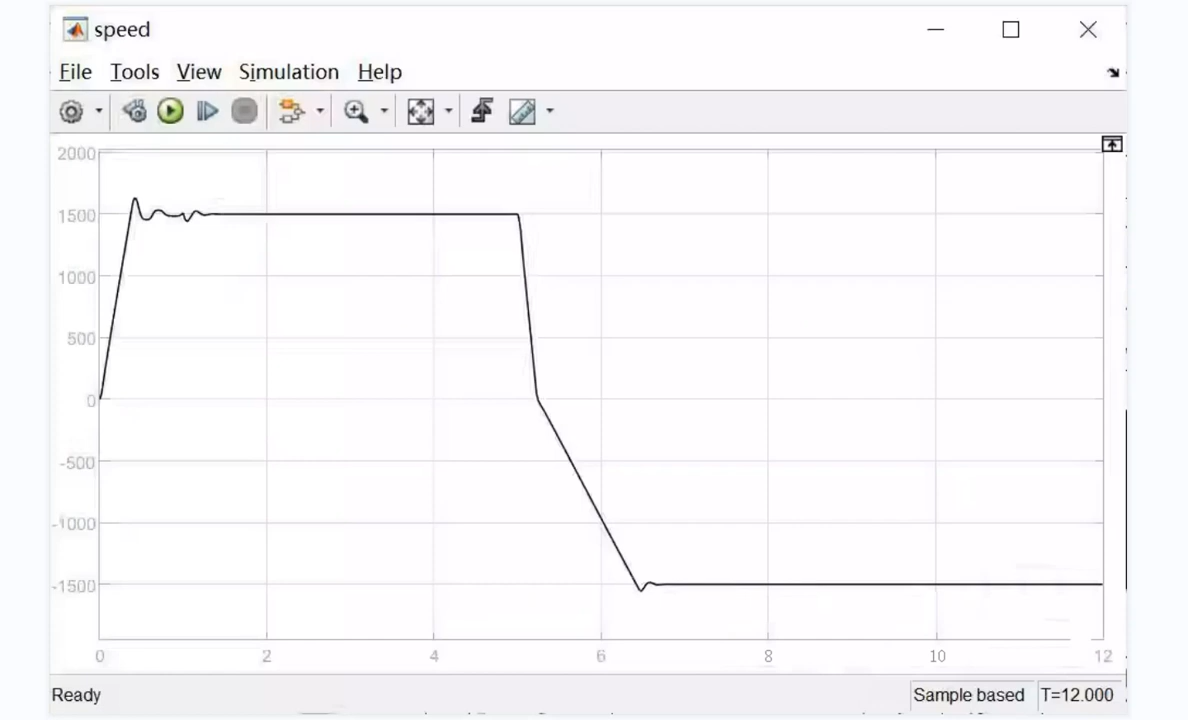 speed
File Tools View Simulation Help
2000
1500
1000
500
0
-500
-1000
-1500
0 2 4 6 8 10 12
Ready Sample based T=12.000